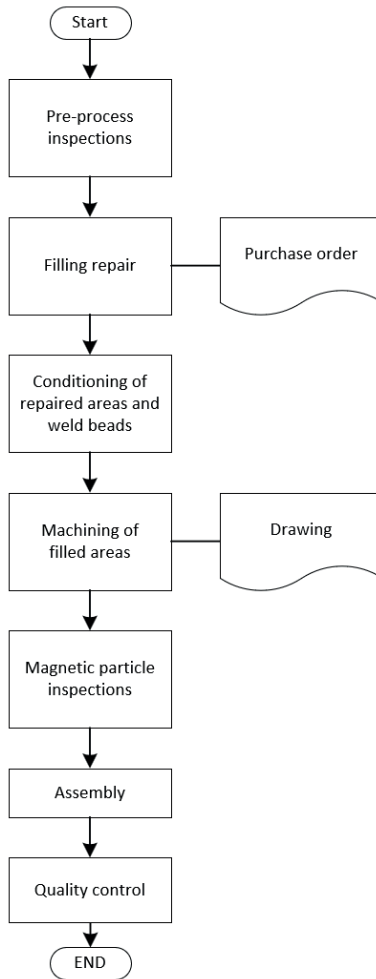 Start
Pre-process
inspections
Filling repair
Purchase order
Conditioning of
repaired areas and
weld beads
Machining of
filled areas
Drawing
Magnetic particle
inspections
Assembly
Quality control
END